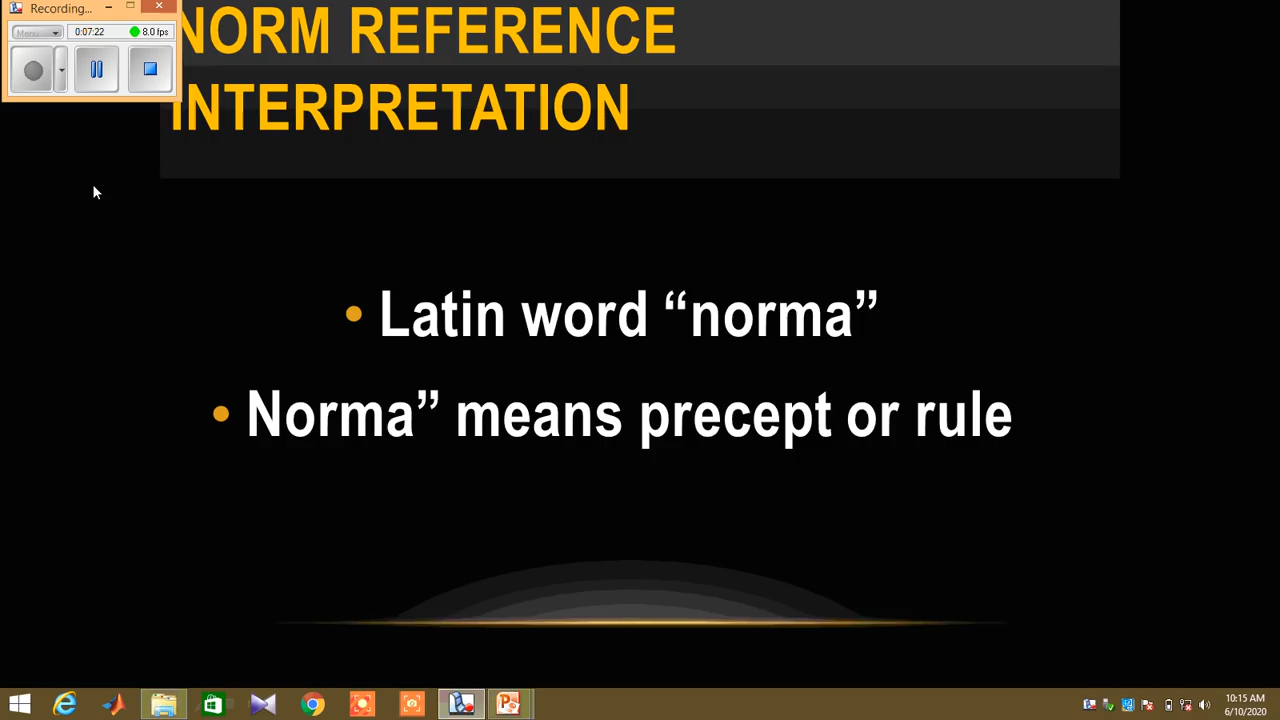 Recording...
Menu
0:07:22
8.0 fps
NORM REFERENCE
INTERPRETATION
• Latin word “norma”
• Norma” means precept or rule
10:15 AM
6/10/2020